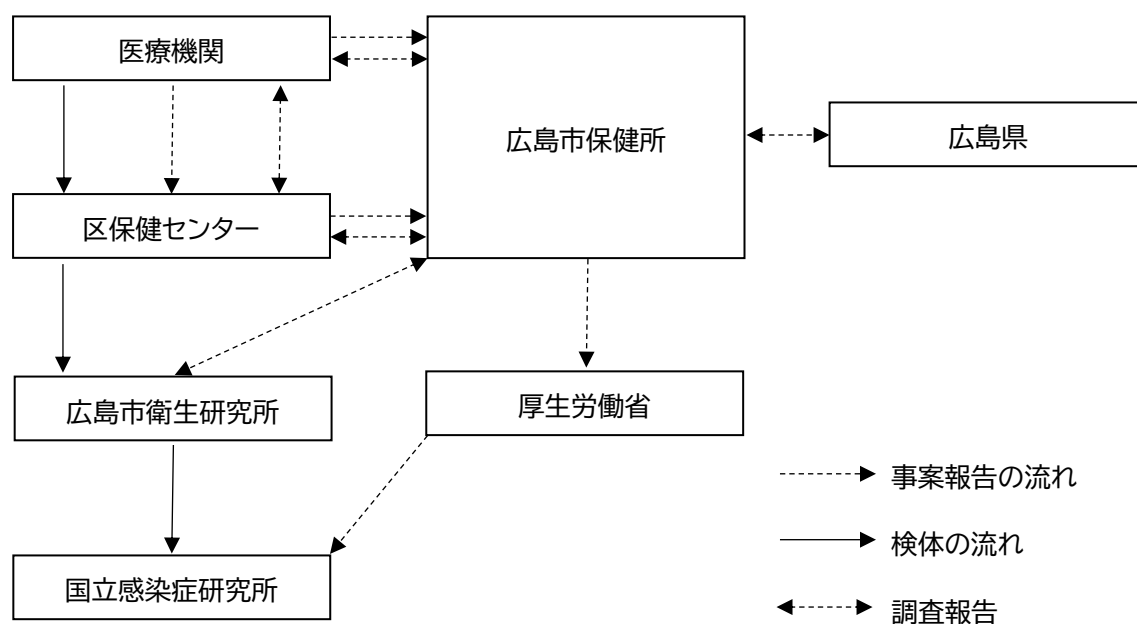 医療機関
広島市保健所
広島県
区保健センター
広島市衛生研究所
厚生労働省
国立感染症研究所
事案報告の流れ
検体の流れ
調査報告